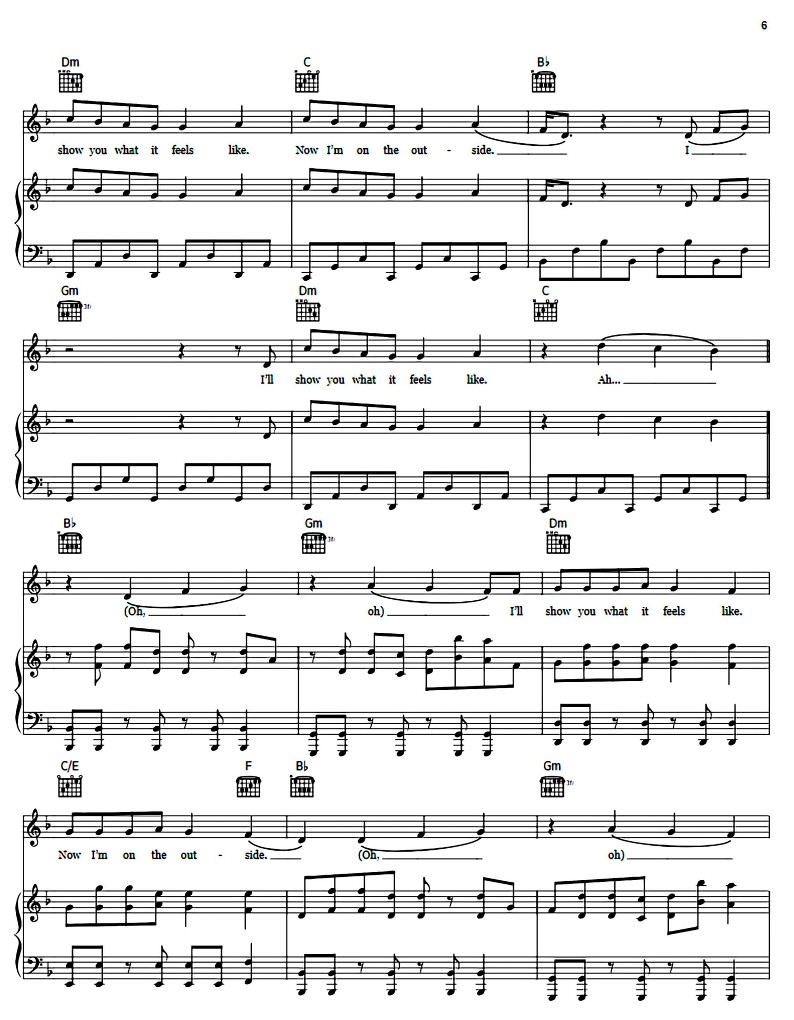 6
Dm C B♭
show you what it feels like. Now I'm on the out - side. I
Gm 3fr Dm C
I'll show you what it feels like. Ah...
B♭ Gm 3fr Dm
(Oh, oh) I'll show you what it feels like.
C/E F B♭ Gm 3fr
Now I'm on the out - side. (Oh, oh)